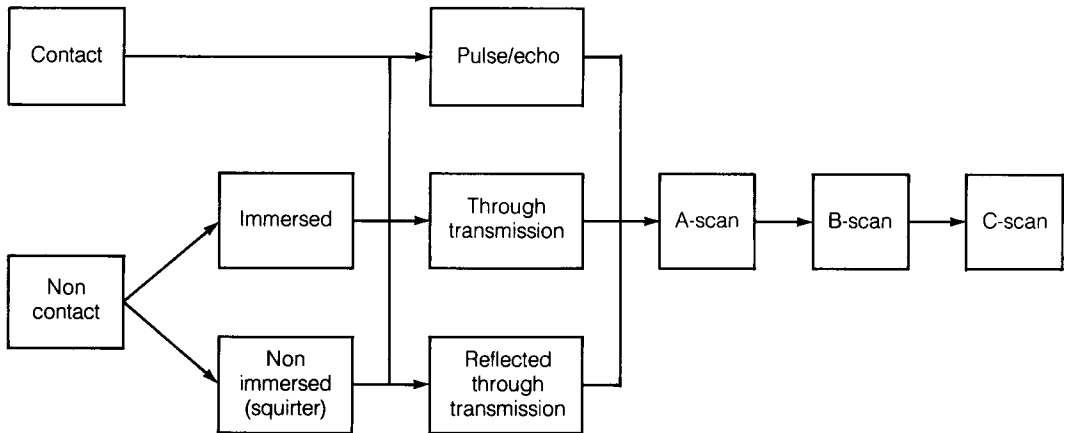 Contact
Pulse/echo
Immersed
Through
transmission
A-scan
B-scan
C-scan
Non
contact
Non
immersed
(squirter)
Reflected
through
transmission